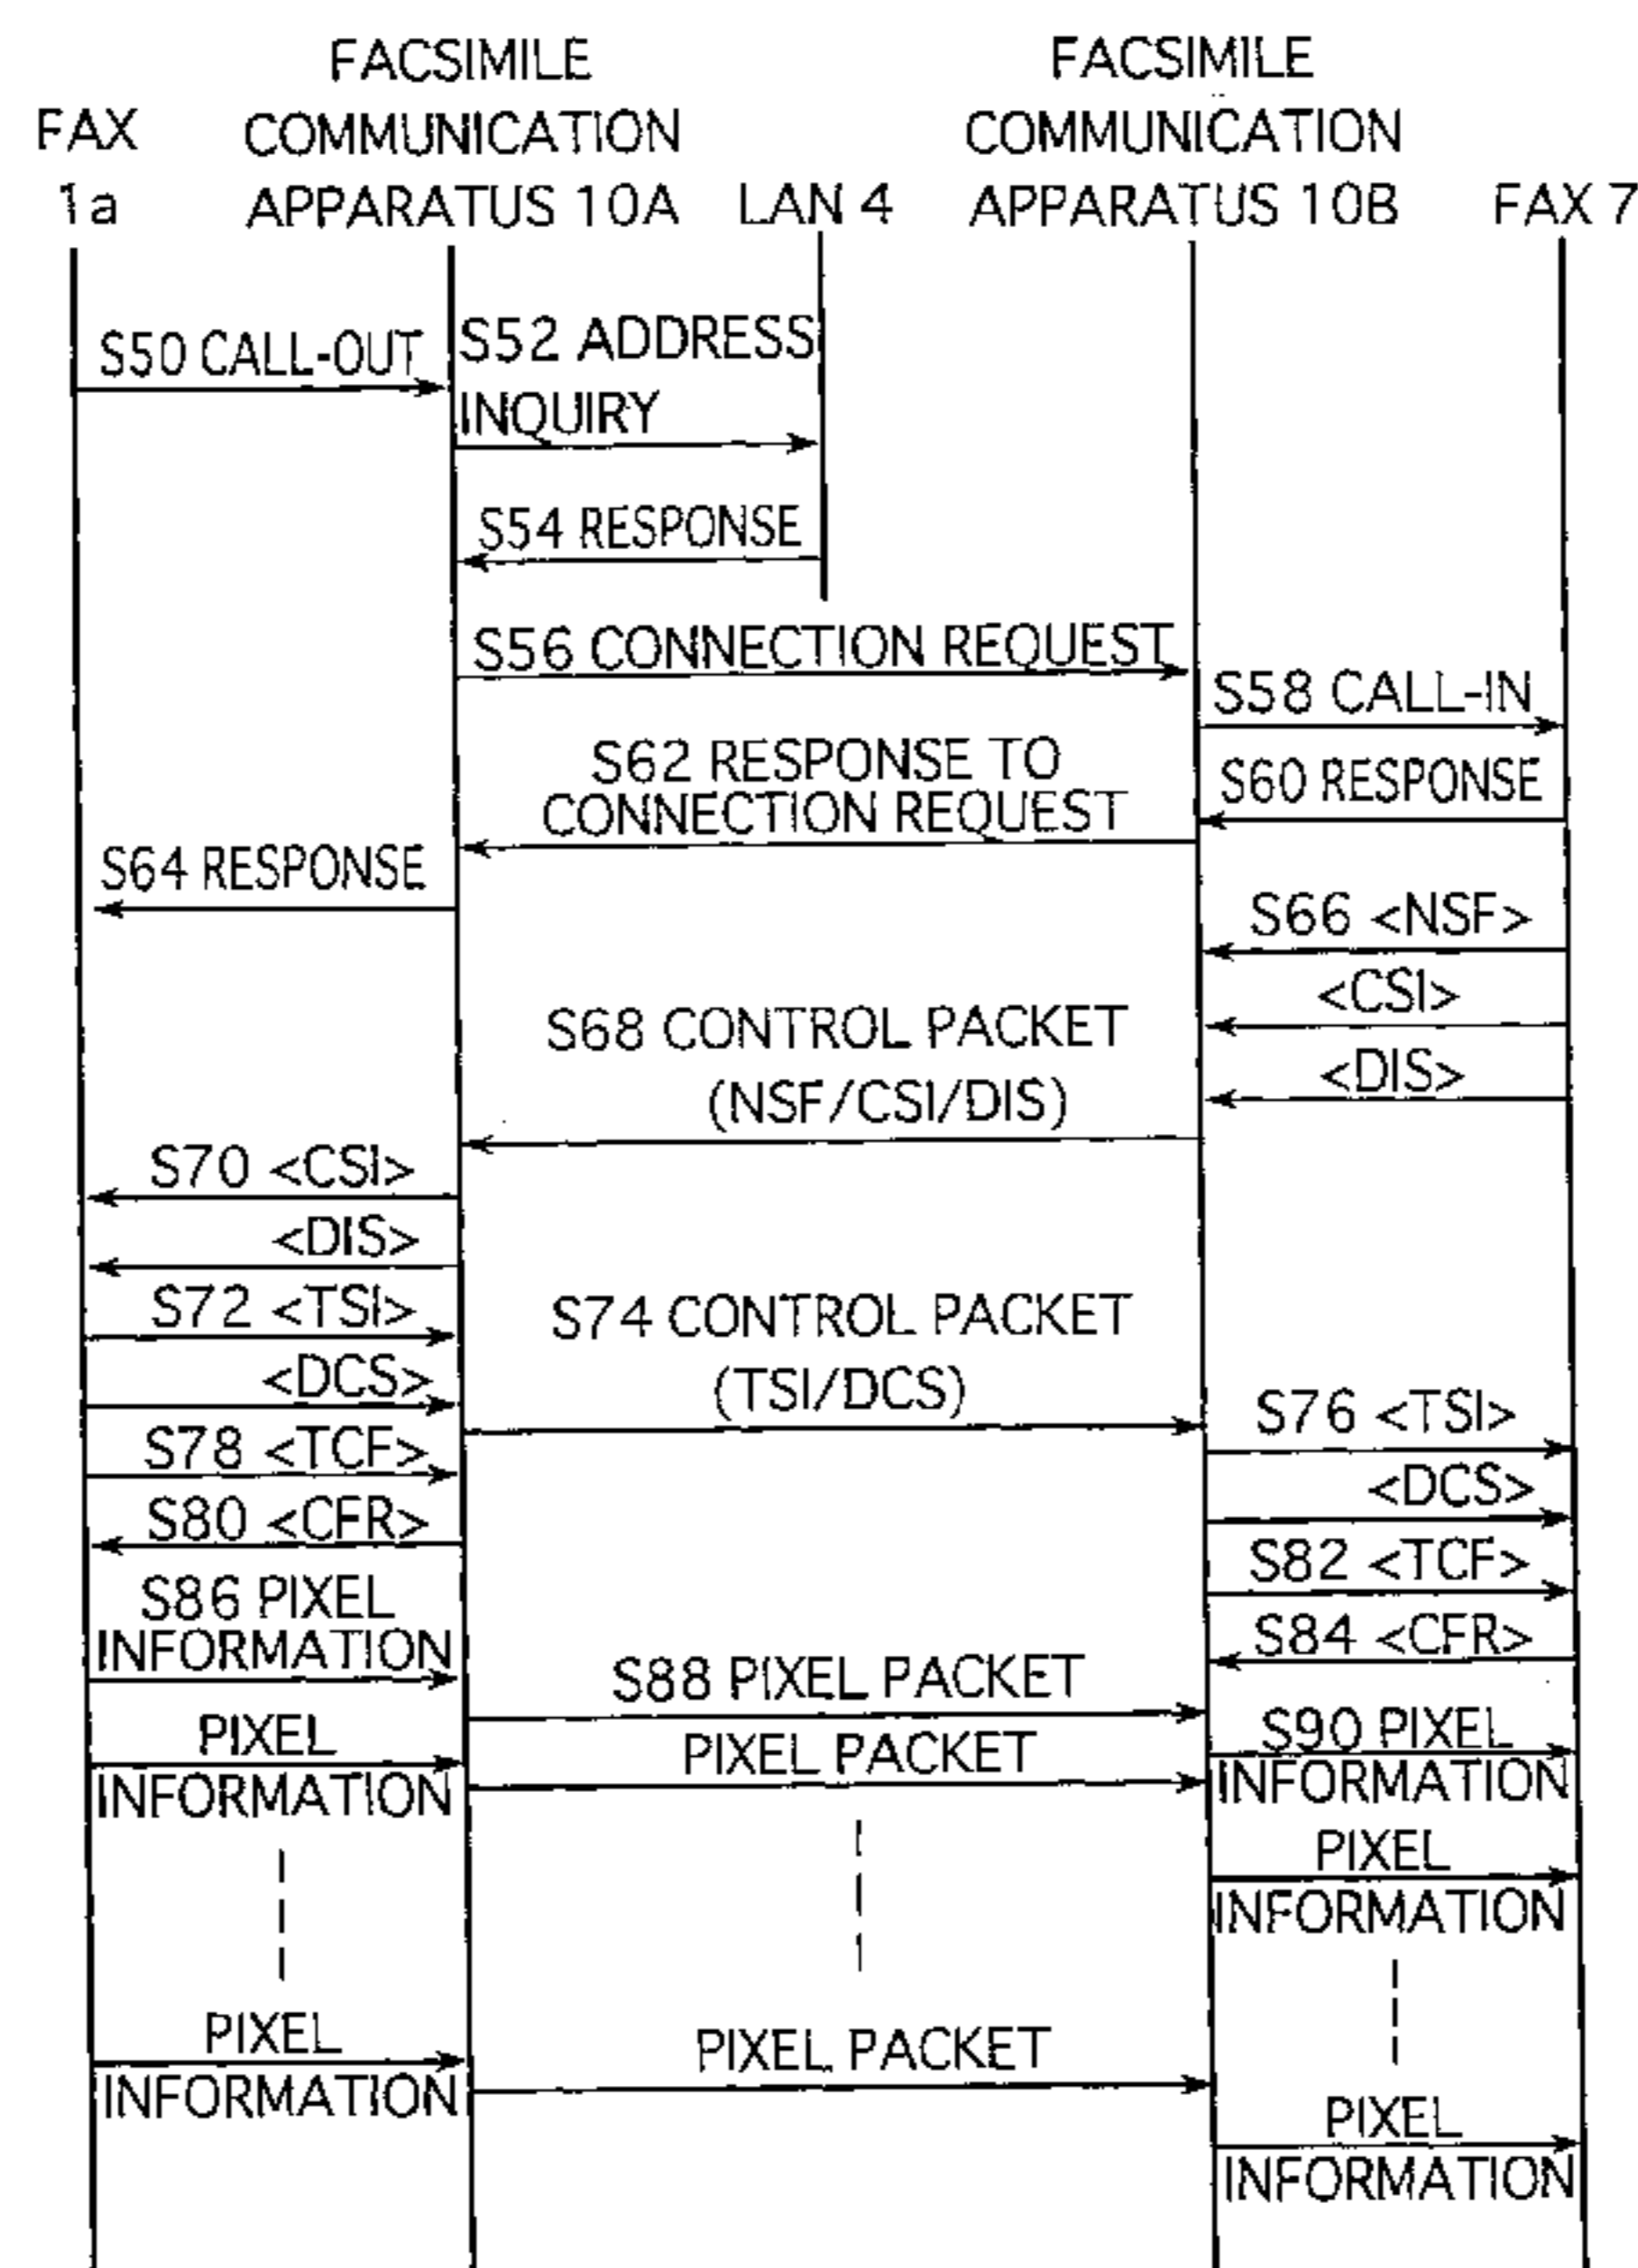 FACSIMILE FACSIMILE
FAX COMMUNICATION COMMUNICATION
1a APPARATUS 10A LAN 4 APPARATUS 10B FAX 7
S50 CALL-OUT
S52 ADDRESS
INQUIRY
S54 RESPONSE
S56 CONNECTION REQUEST
S58 CALL-IN
S62 RESPONSE TO
CONNECTION REQUEST
S60 RESPONSE
S64 RESPONSE
S66 <NSF>
<CSI>
S68 CONTROL PACKET
(NSF/CSI/DIS)
<DIS>
S70 <CSI>
<DIS>
S72 <TSI>
S74 CONTROL PACKET
(TSI/DCS)
<DCS>
S76 <TSI>
S78 <TCF>
<DCS>
S80 <CFR>
S82 <TCF>
S86 PIXEL
INFORMATION
S84 <CFR>
S88 PIXEL PACKET
PIXEL
INFORMATION
PIXEL PACKET
S90 PIXEL
INFORMATION
PIXEL
INFORMATION
PIXEL
INFORMATION
PIXEL PACKET
PIXEL
INFORMATION